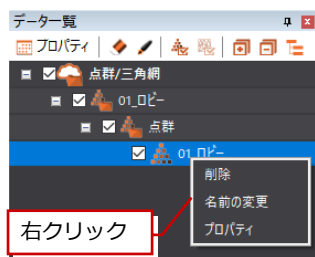 データ一覧
プロパティ
点群/三角網
01_ロビー
点群
01_ロビー
削除
名前の変更
プロパティ
右クリック